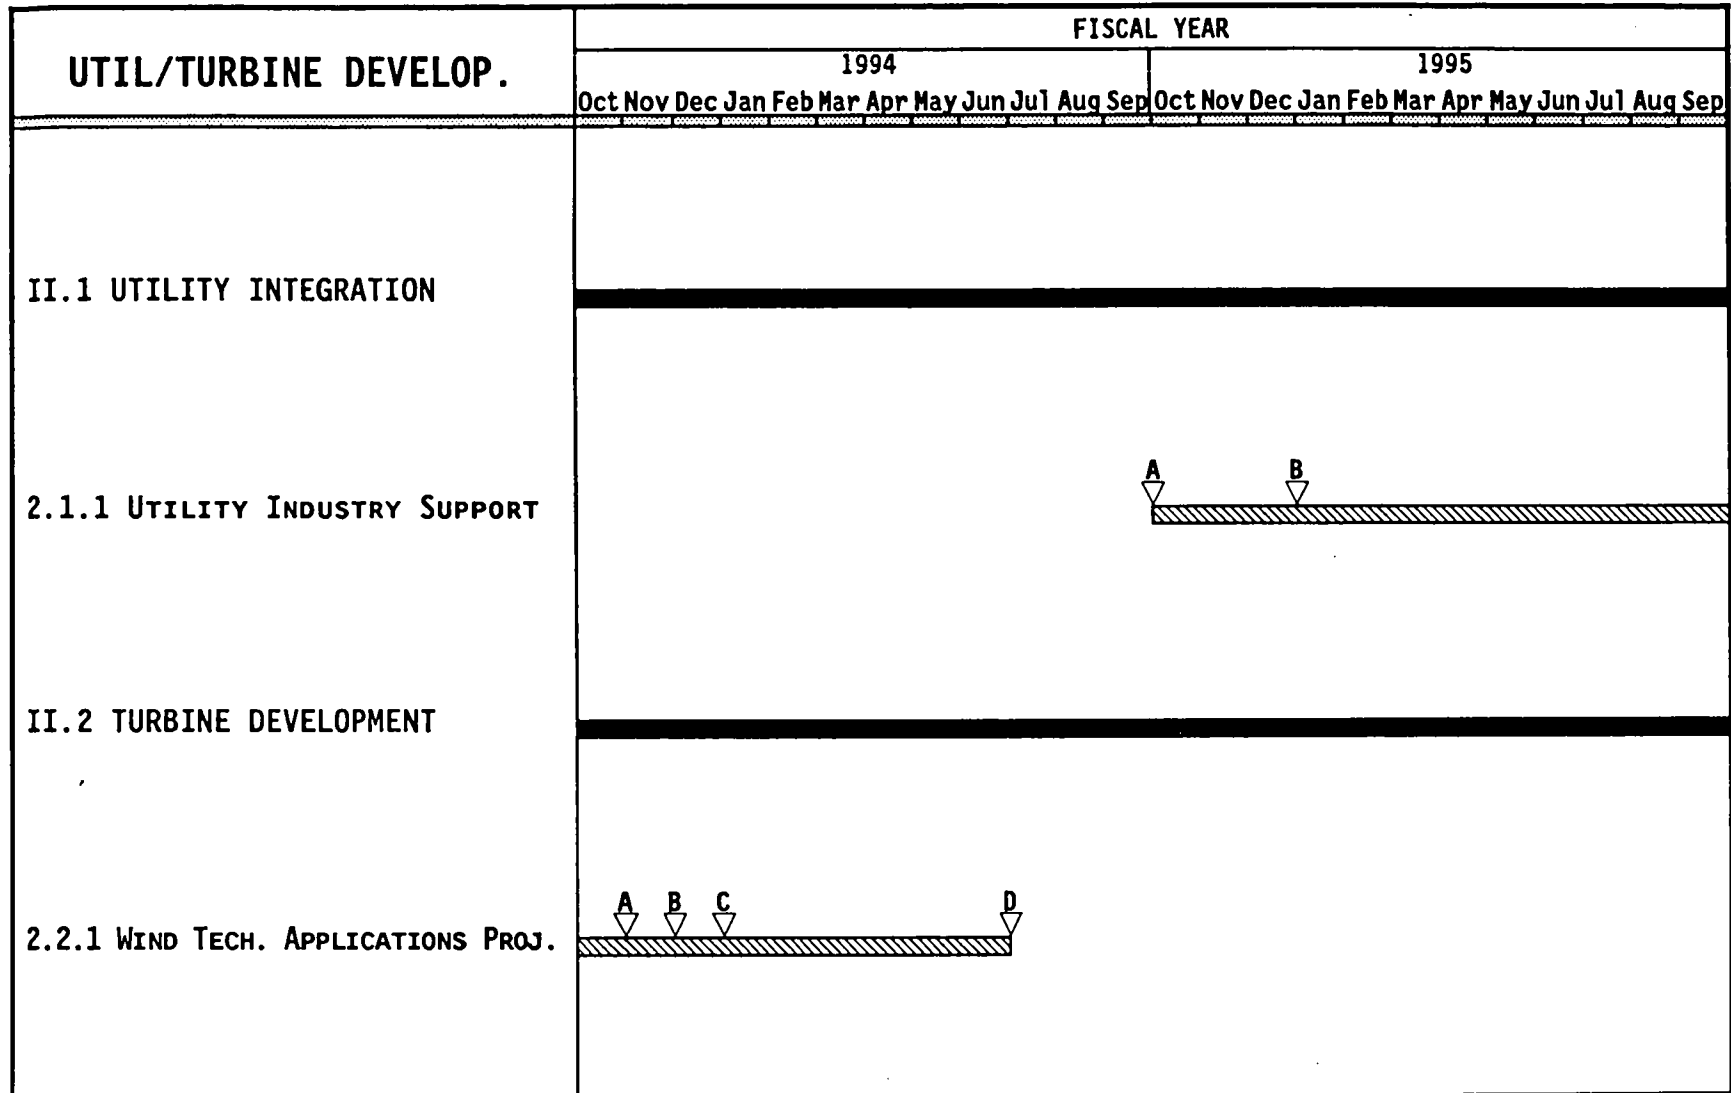 FISCAL YEAR
UTIL/TURBINE DEVELOP.
1994 1995
Oct Nov Dec Jan Feb Mar Apr May Jun Jul Aug Sep Oct Nov Dec Jan Feb Mar Apr May Jun Jul Aug Sep
II.1 UTILITY INTEGRATION
A B
2.1.1 UTILITY INDUSTRY SUPPORT
II.2 TURBINE DEVELOPMENT
A B C D
2.2.1 WIND TECH. APPLICATIONS PROJ.